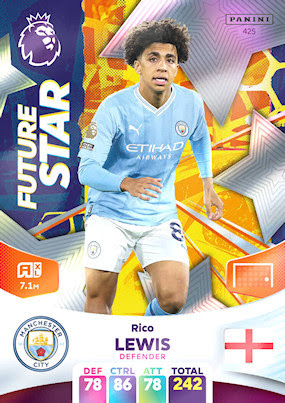 PANINI
425
FUTURE
STAR
ETIHAD
AIRWAYS
8
7.1M
Rico
LEWIS
DEFENDER
MANCHESTER
CITY
DEF CTRL ATT TOTAL
78 86 78 242